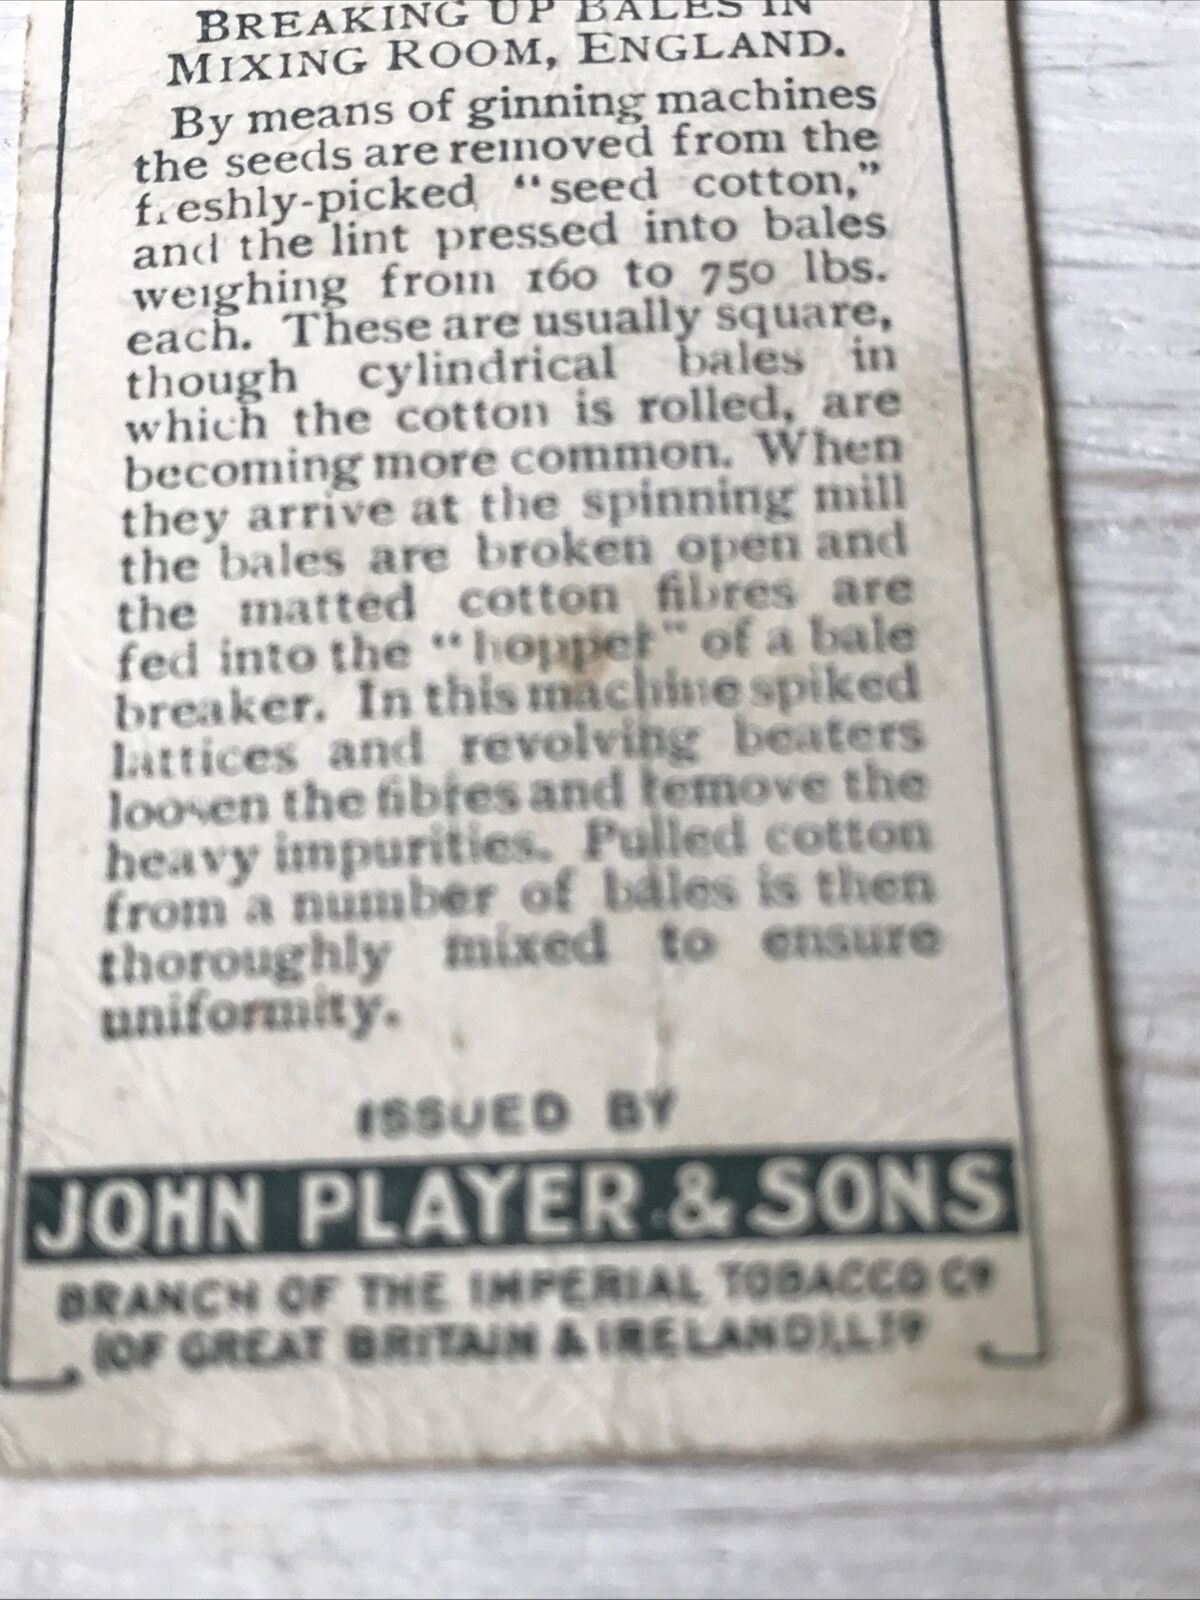 BREAKING UP BALES IN
MIXING ROOM, ENGLAND.
By means of ginning machines
the seeds are removed from the
freshly-picked "seed cotton,"
and the lint pressed into bales
weighing from 160 to 750 lbs.
each. These are usually square,
though cylindrical bales in
which the cotton is rolled, are
becoming more common. When
they arrive at the spinning mill
the bales are broken open and
the matted cotton fibres are
fed into the "hopper" of a bale
breaker. In this machine spiked
lattices and revolving beaters
loosen the fibres and remove the
heavy impurities. Pulled cotton
from a number of bales is then
thoroughly mixed to ensure
uniformity.
ISSUED BY
JOHN PLAYER & SONS
BRANCH OF THE IMPERIAL TOBACCO Co
(OF GREAT BRITAIN & IRELAND), LTD